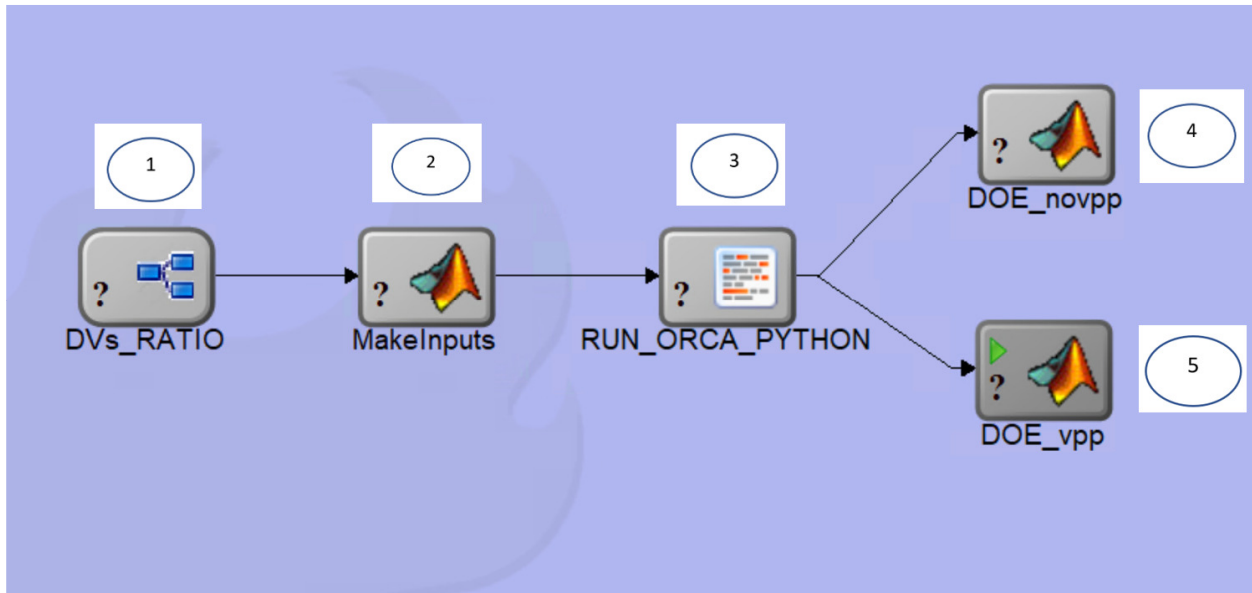 1
2
3
4
5
?
DVs_RATIO
?
MakeInputs
?
RUN_ORCA_PYTHON
?
DOE_novpp
?
DOE_vpp